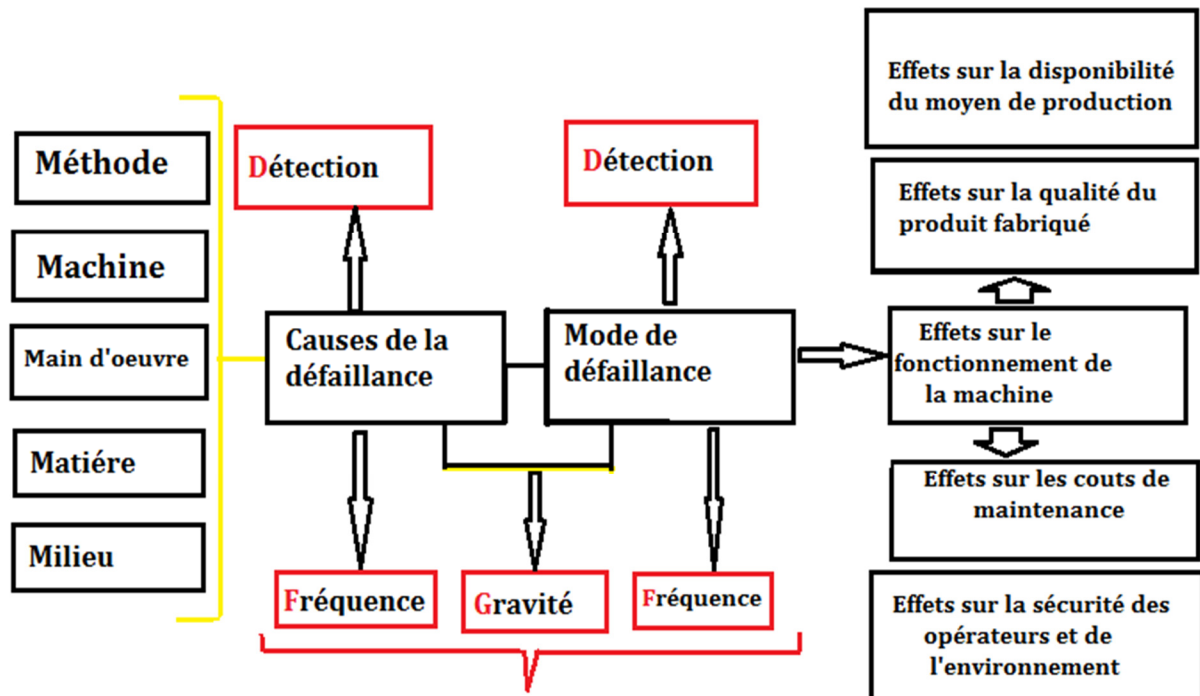 Méthode
Machine
Main d'oeuvre
Matiére
Milieu
Détection
Détection
Causes de la
défaillance
Mode de
défaillance
Fréquence
Gravité
Fréquence
Effets sur la disponibilité
du moyen de production
Effets sur la qualité du
produit fabriqué
Effets sur le
fonctionnement de
la machine
Effets sur les couts de
maintenance
Effets sur la sécurité des
opérateurs et de
l'environnement